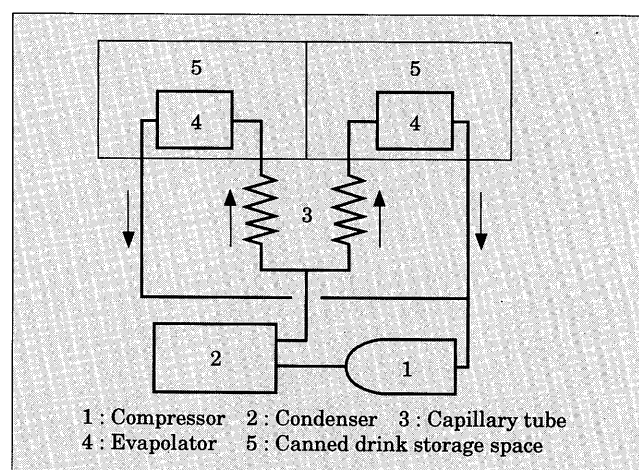 5 5
4 4
3
2 1
1 : Compressor 2 : Condenser 3 : Capillary tube
4 : Evapolator 5 : Canned drink storage space